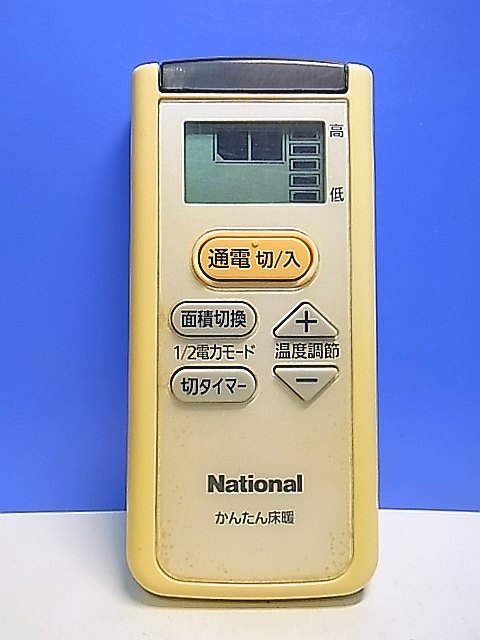 高
低
通電 切/入
面積切換
1/2電力モード
切タイマー
+
温度調節
−
National
かんたん床暖